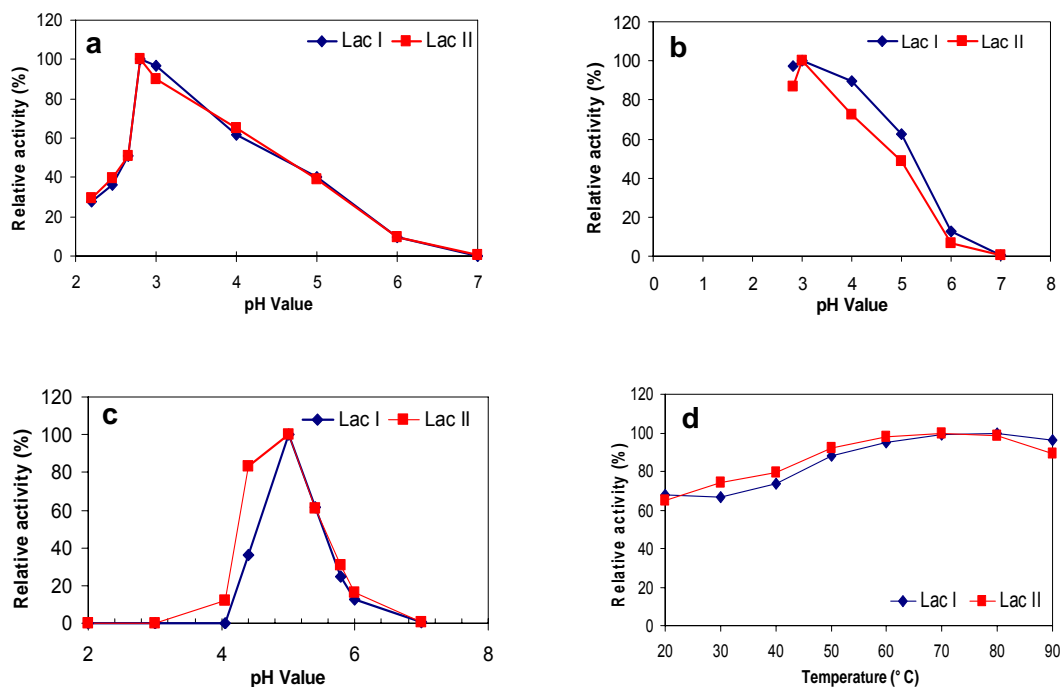 a
Lac I Lac II
Relative activity (%)
120
100
80
60
40
20
0
2 3 4 5 6 7
pH Value
b
Lac I Lac II
Relative activity (%)
120
100
80
60
40
20
0
0 1 2 3 4 5 6 7 8
pH Value
c
Lac I Lac II
Relative activity (%)
120
100
80
60
40
20
0
2 4 6 8
pH Value
d
Relative activity (%)
120
100
80
60
40
20
0
Lac I Lac II
20 30 40 50 60 70 80 90
Temperature (° C)